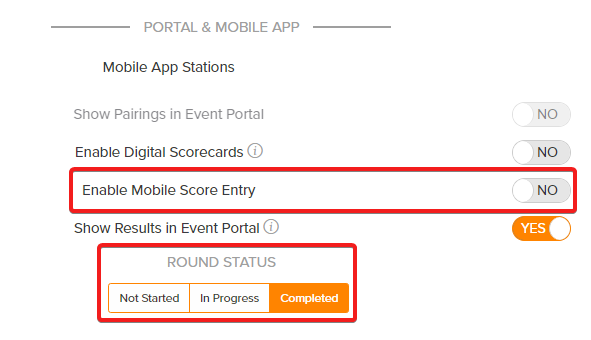 PORTAL & MOBILE APP
Mobile App Stations
Show Pairings in Event Portal NO
Enable Digital Scorecards i NO
Enable Mobile Score Entry NO
Show Results in Event Portal i YES
ROUND STATUS
Not Started In Progress Completed